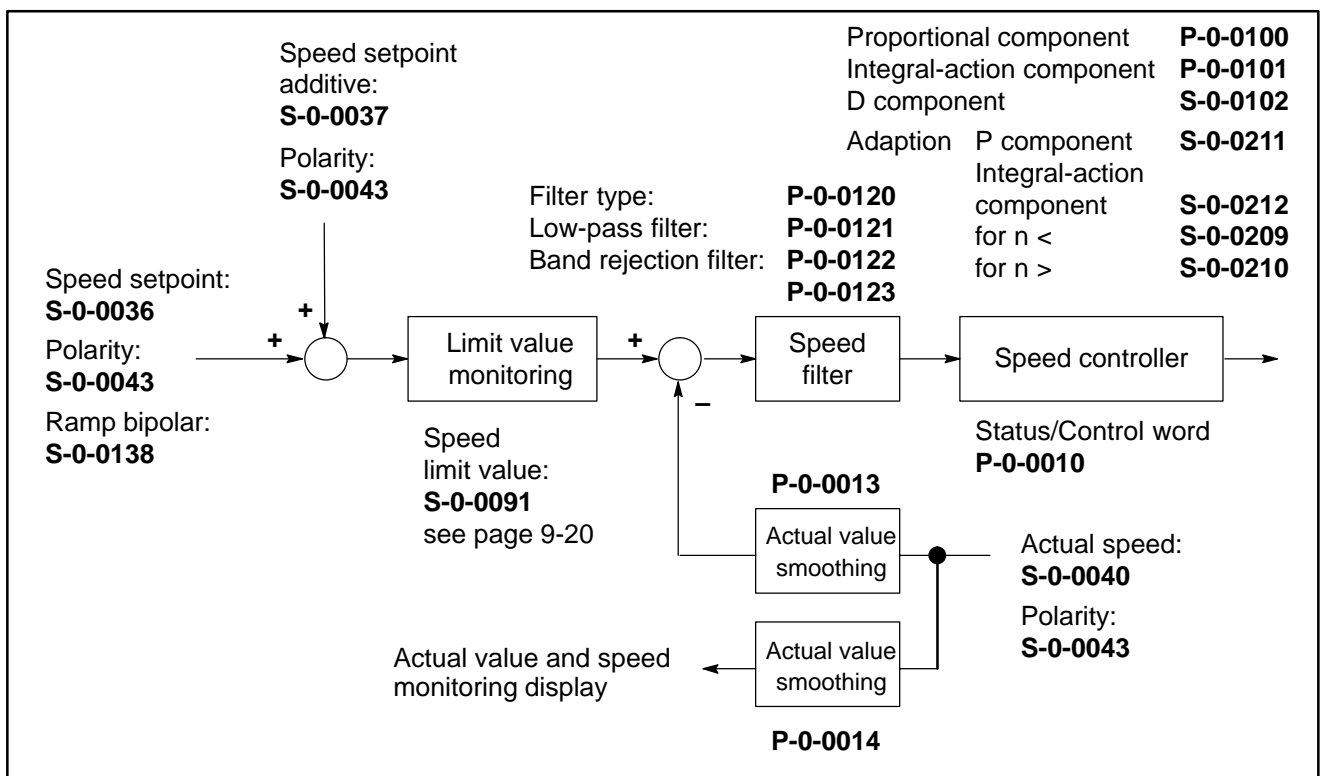 Speed setpoint
additive:
S-0-0037
Polarity:
S-0-0043
Proportional component P-0-0100
Integral-action component P-0-0101
D component S-0-0102
Adaption P component S-0-0211
Integral-action
component S-0-0212
for n < S-0-0209
for n > S-0-0210
Filter type: P-0-0120
Low-pass filter: P-0-0121
Band rejection filter: P-0-0122
P-0-0123
Speed setpoint:
S-0-0036
Polarity:
S-0-0043
Ramp bipolar:
S-0-0138
+
+
Limit value
monitoring
+
–
Speed
filter
Speed controller
Speed
limit value:
S-0-0091
see page 9-20
Status/Control word
P-0-0010
P-0-0013
Actual value
smoothing
Actual speed:
S-0-0040
Polarity:
S-0-0043
Actual value and speed
monitoring display
Actual value
smoothing
P-0-0014